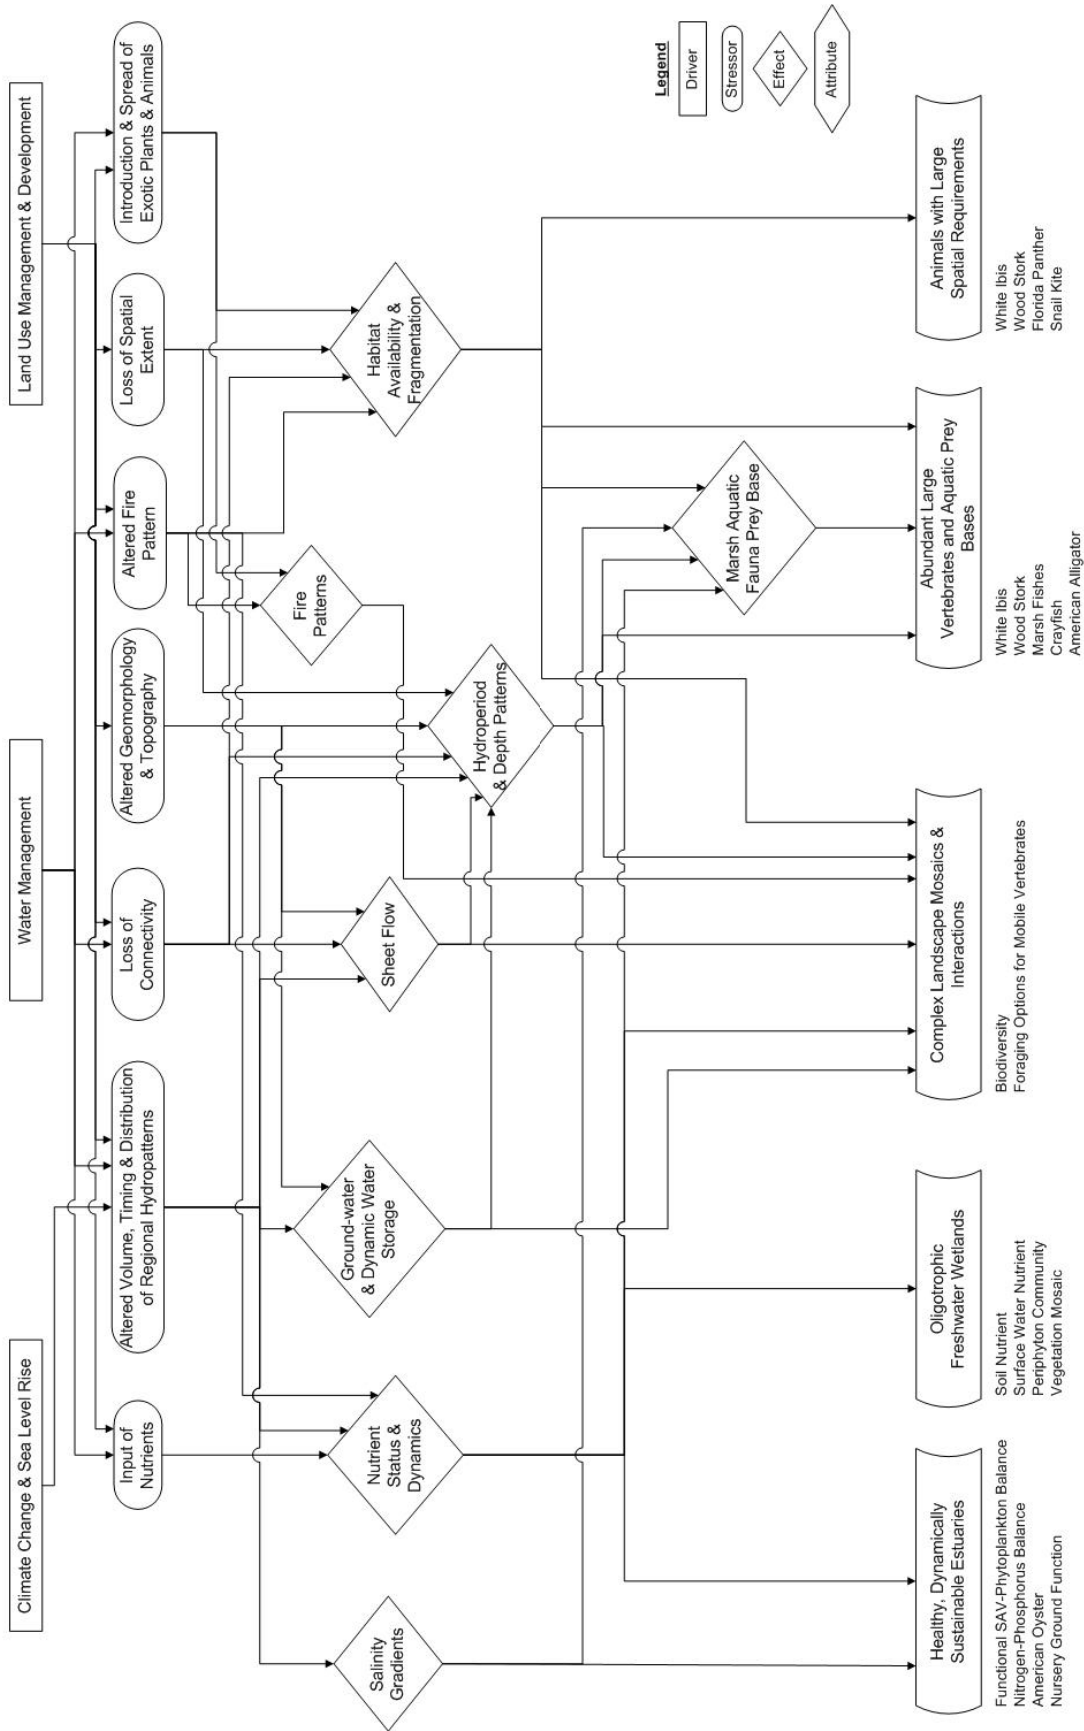 Climate Change & Sea Level Rise
Water Management
Land Use Management & Development
Input of
Nutrients
Altered Volume, Timing & Distribution
of Regional Hydropatterns
Loss of
Connectivity
Altered Geomorphology
& Topography
Altered Fire
Pattern
Loss of Spatial
Extent
Introduction & Spread of
Exotic Plants & Animals
Salinity
Gradients
Nutrient
Status &
Dynamics
Ground-water
& Dynamic Water
Storage
Sheet Flow
Hydroperiod
& Depth Patterns
Fire
Patterns
Habitat
Availability &
Fragmentation
Marsh Aquatic
Fauna Prey Base
Legend
Driver
Stressor
Effect
Attribute
Healthy, Dynamically
Sustainable Estuaries
Functional SAV-Phytoplankton Balance
Nitrogen-Phosphorus Balance
American Oyster
Nursery Ground Function
Oligotrophic
Freshwater Wetlands
Soil Nutrient
Surface Water Nutrient
Periphyton Community
Vegetation Mosaic
Complex Landscape Mosaics &
Interactions
Biodiversity
Foraging Options for Mobile Vertebrates
Abundant Large
Vertebrates and Aquatic Prey
Bases
White Ibis
Wood Stork
Marsh Fishes
Crayfish
American Alligator
Animals with Large
Spatial Requirements
White Ibis
Wood Stork
Florida Panther
Snail Kite